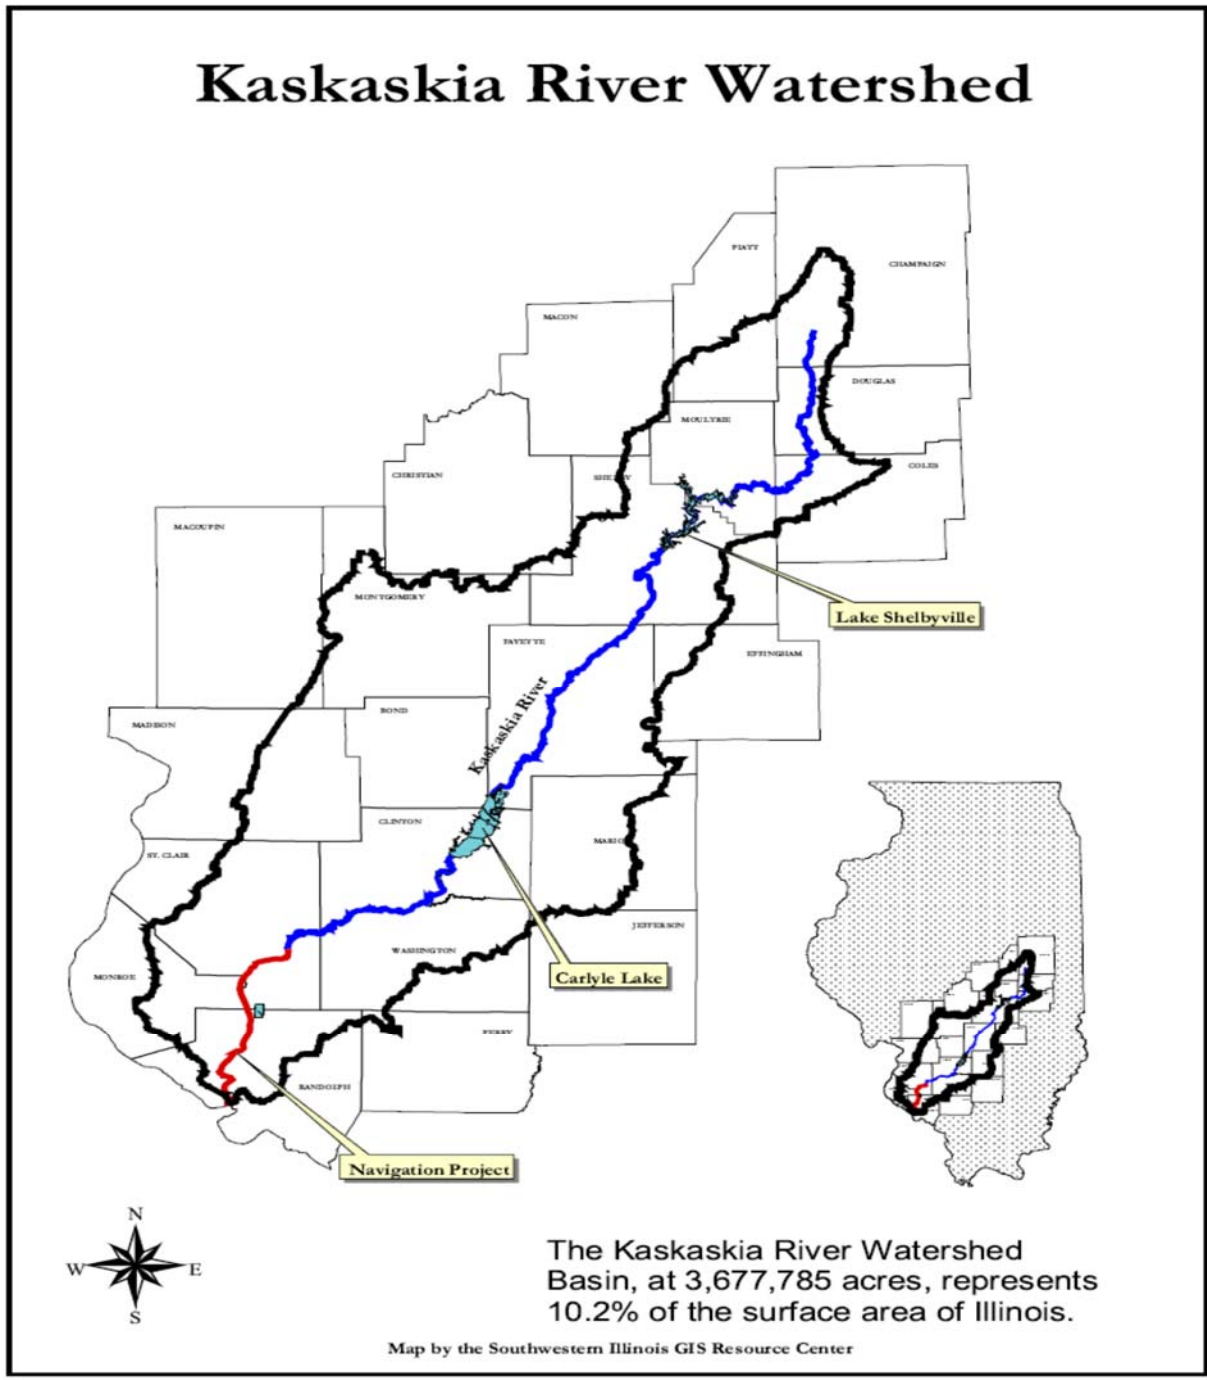 Kaskaskia River Watershed
PIATT
CHAMPAIGN
MACON
DOUGLAS
MOULTRIE
COLES
CHRISTIAN
SHELBY
MACOUPIN
MONTGOMERY
Lake Shelbyville
FAYETTE
EFFINGHAM
Kaskaskia River
BOND
MADISON
CLINTON
MARIO
ST. CLAIR
JEFFERSON
WASHINGTON
Carlyle Lake
MONROE
PERRY
RANDOLPH
Navigation Project
N
W
E
S
The Kaskaskia River Watershed
Basin, at 3,677,785 acres, represents
10.2% of the surface area of Illinois.
Map by the Southwestern Illinois GIS Resource Center